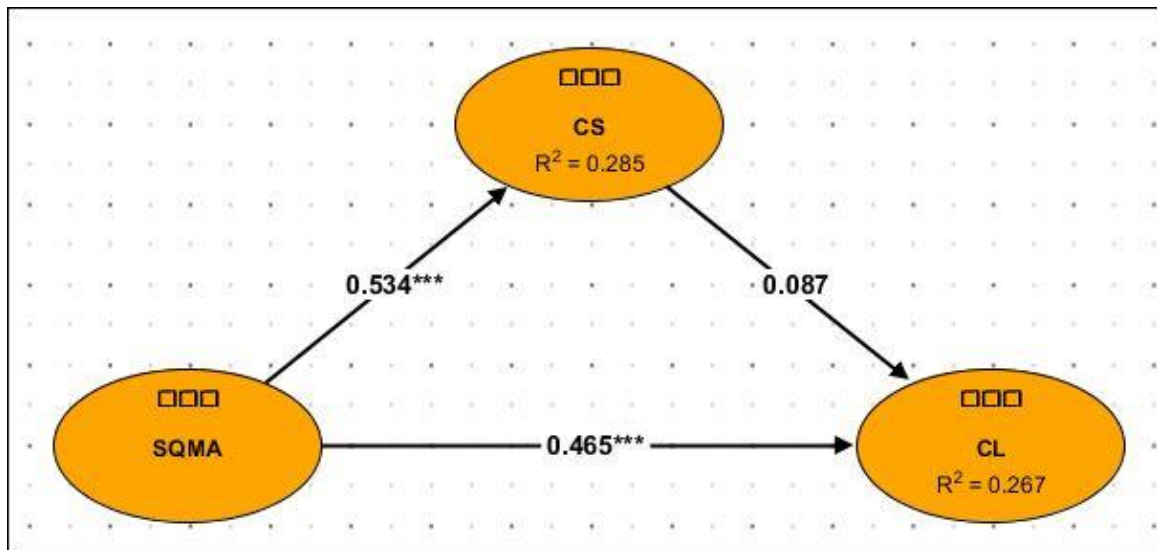 CS
R² = 0.285
0.534***
0.087
SQMA
0.465***
CL
R² = 0.267